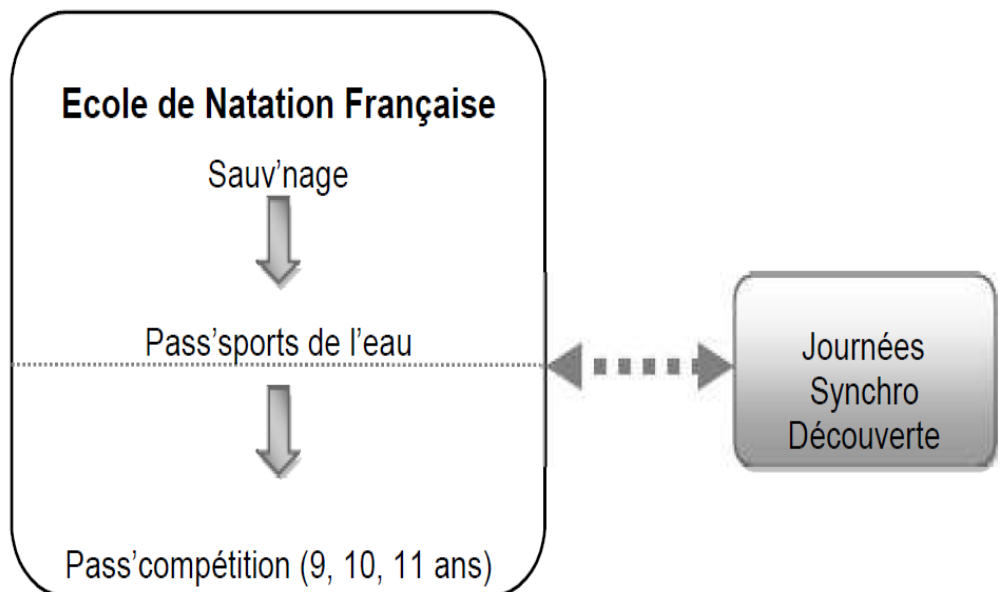 Ecole de Natation Française
Sauv'nage
Pass'sports de l'eau
Journées
Synchro
Découverte
Pass'compétition (9, 10, 11 ans)